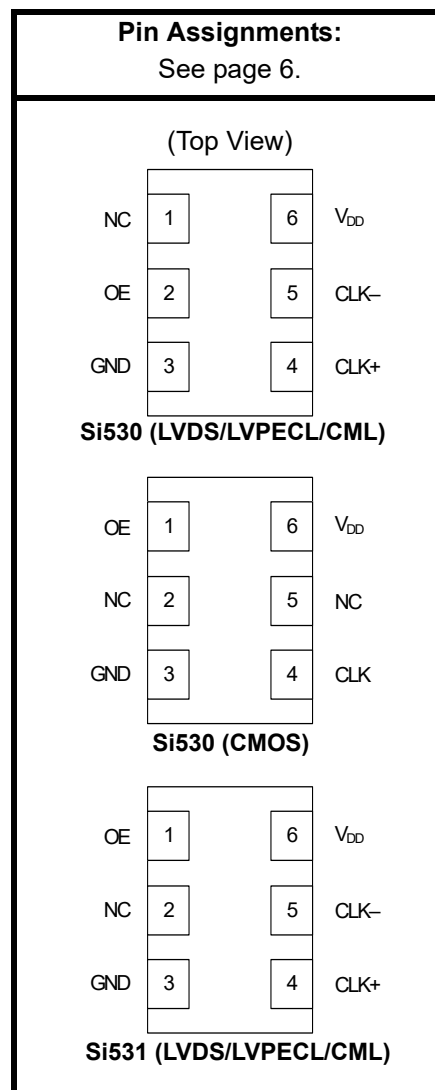 Pin Assignments:
See page 6.
(Top View)
NC 1 6 VDD
OE 2 5 CLK–
GND 3 4 CLK+
Si530 (LVDS/LVPECL/CML)
OE 1 6 VDD
NC 2 5 NC
GND 3 4 CLK
Si530 (CMOS)
OE 1 6 VDD
NC 2 5 CLK–
GND 3 4 CLK+
Si531 (LVDS/LVPECL/CML)